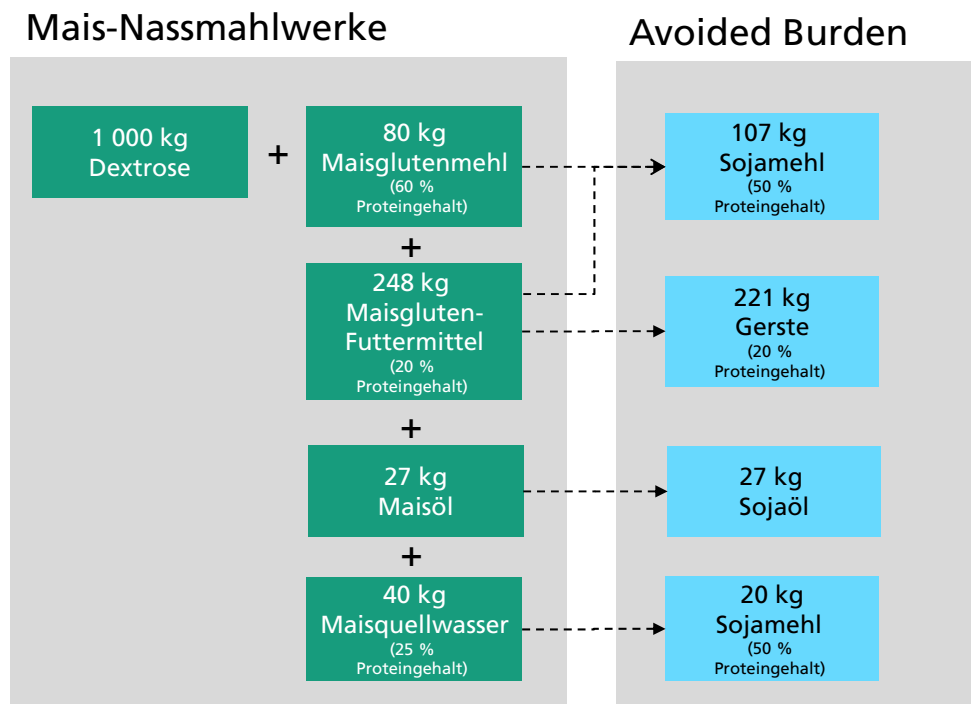 Mais-Nassmahlwerke
Avoided Burden
1 000 kg
Dextrose
+
80 kg
Maisglutenmehl
(60 %
Proteingehalt)
107 kg
Sojamehl
(50 %
Proteingehalt)
+
248 kg
Maisgluten-
Futtermittel
(20 %
Proteingehalt)
221 kg
Gerste
(20 %
Proteingehalt)
+
27 kg
Maisöl
27 kg
Sojaöl
+
40 kg
Maisquellwasser
(25 %
Proteingehalt)
20 kg
Sojamehl
(50 %
Proteingehalt)